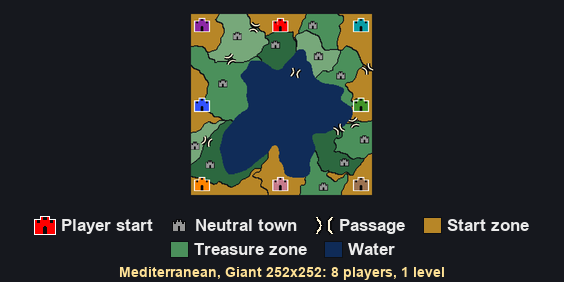 Player start Neutral town Passage Start zone
Treasure zone Water
Mediterranean, Giant 252x252: 8 players, 1 level